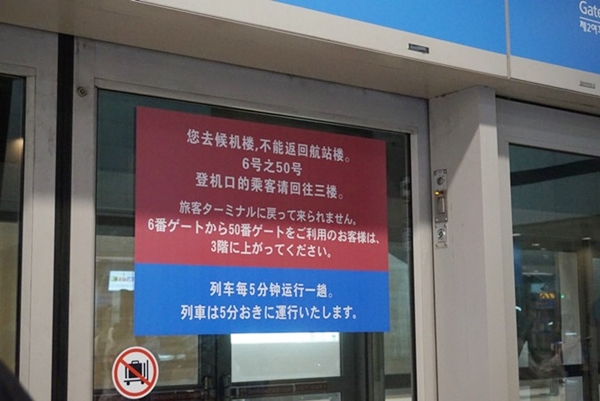 Gate
제2여
您去候机楼,不能返回航站楼。
6号之50号
登机口的乘客请回往三楼。
旅客ターミナルに戻って来られません。
6番ゲートから50番ゲートをご利用のお客様は、
3階に上がってください。
列车每5分钟运行一趟。
列車は5分おきに運行いたします。